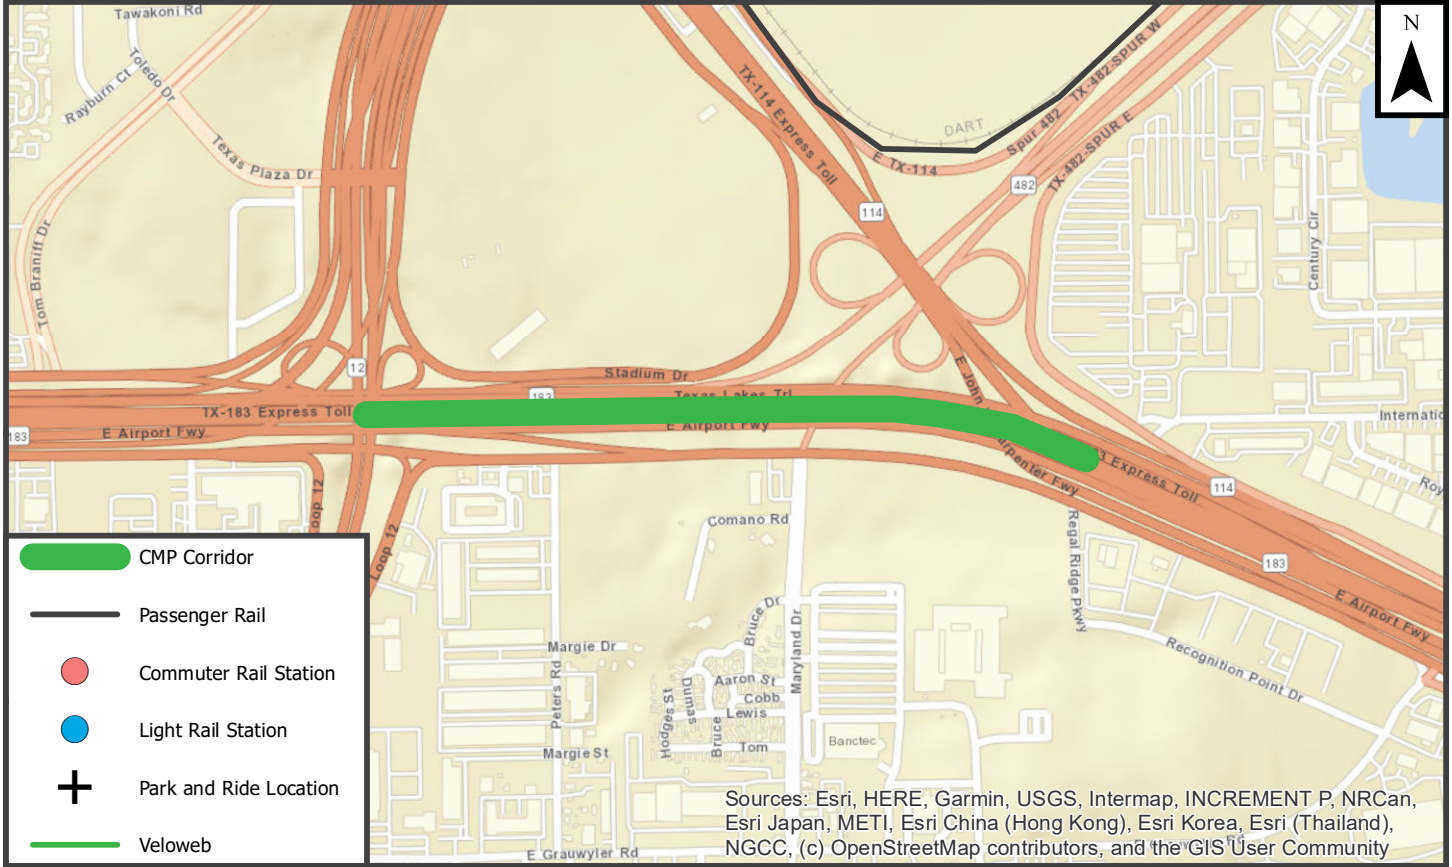 Tawakoni Rd
N
Toledo Dr
Rayburn Ct
TX-114 Express Toll
TX-482-SPUR W
DART
Spur 482
E TX-114
TX-482-SPUR E
Texas Plaza Dr
482
114
Tom Braniff Dr
Century Cir
12
Stadium Dr
E John
183
Texas Lakes Trl
TX-183 Express Toll
E Airport Fwy
183
E Airport Fwy
Internatio
arpenter Fwy
3 Express Toll
114
Roy
oop 12
Loop 12
Comano Rd
Regal Ridge Pkwy
183
E Airport Fwy
Bruce Dr
Maryland Dr
Margie Dr
Recognition Point Dr
Peters Rd
Aaron St
Hodges St
Dumas
Cobb
Lewis
Bruce
Tom
Banctec
Margie St
E Grauwyler Rd
CMP Corridor
Passenger Rail
Commuter Rail Station
Light Rail Station
Park and Ride Location
Veloweb
Sources: Esri, HERE, Garmin, USGS, Intermap, INCREMENT P, NRCan,
Esri Japan, METI, Esri China (Hong Kong), Esri Korea, Esri (Thailand),
NGCC, (c) OpenStreetMap contributors, and the GIS User Community